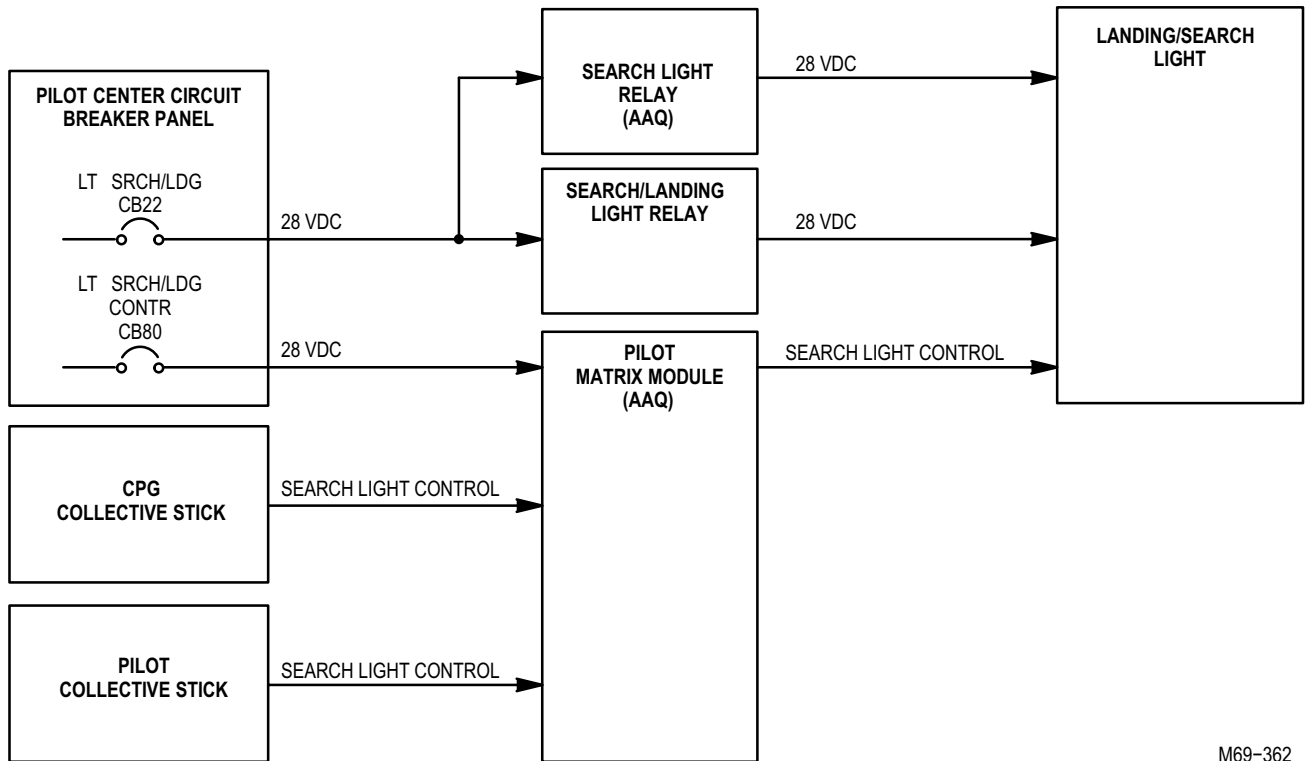 PILOT CENTER CIRCUIT
BREAKER PANEL
LT SRCH/LDG
CB22
28 VDC
LT SRCH/LDG
CONTR
CB80
28 VDC
CPG
COLLECTIVE STICK
SEARCH LIGHT CONTROL
PILOT
COLLECTIVE STICK
SEARCH LIGHT CONTROL
SEARCH LIGHT
RELAY
(AAQ)
28 VDC
SEARCH/LANDING
LIGHT RELAY
28 VDC
PILOT
MATRIX MODULE
(AAQ)
SEARCH LIGHT CONTROL
LANDING/SEARCH
LIGHT
M69−362